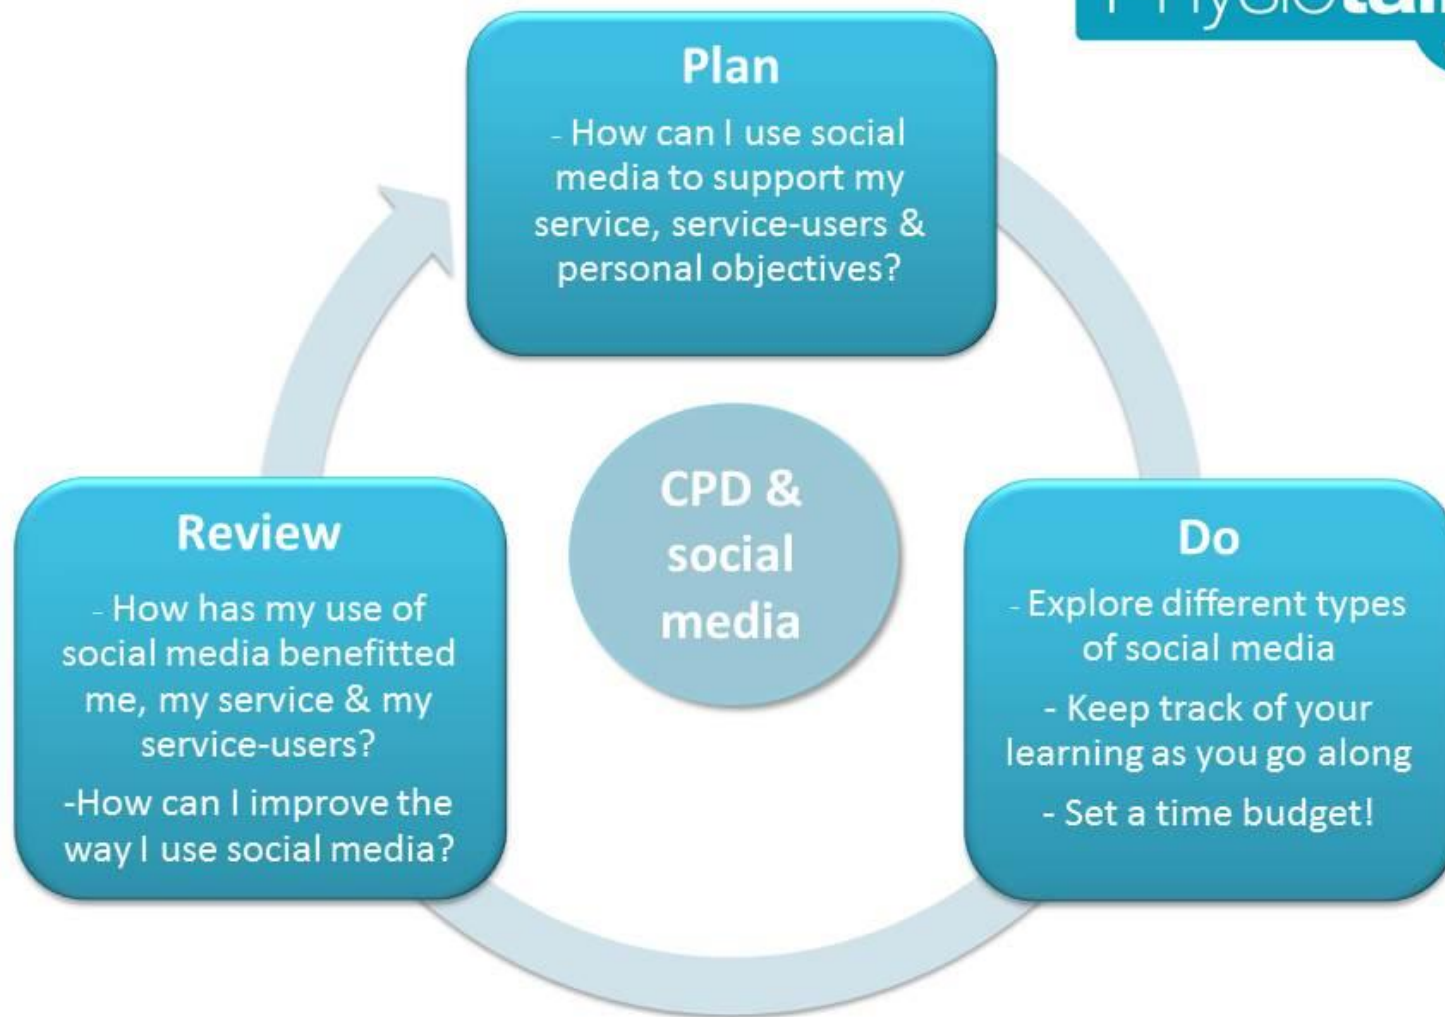 Plan
- How can I use social
media to support my
service, service-users &
personal objectives?
CPD &
social
media
Do
- Explore different types
of social media
- Keep track of your
learning as you go along
- Set a time budget!
Review
- How has my use of
social media benefitted
me, my service & my
service-users?
-How can I improve the
way I use social media?